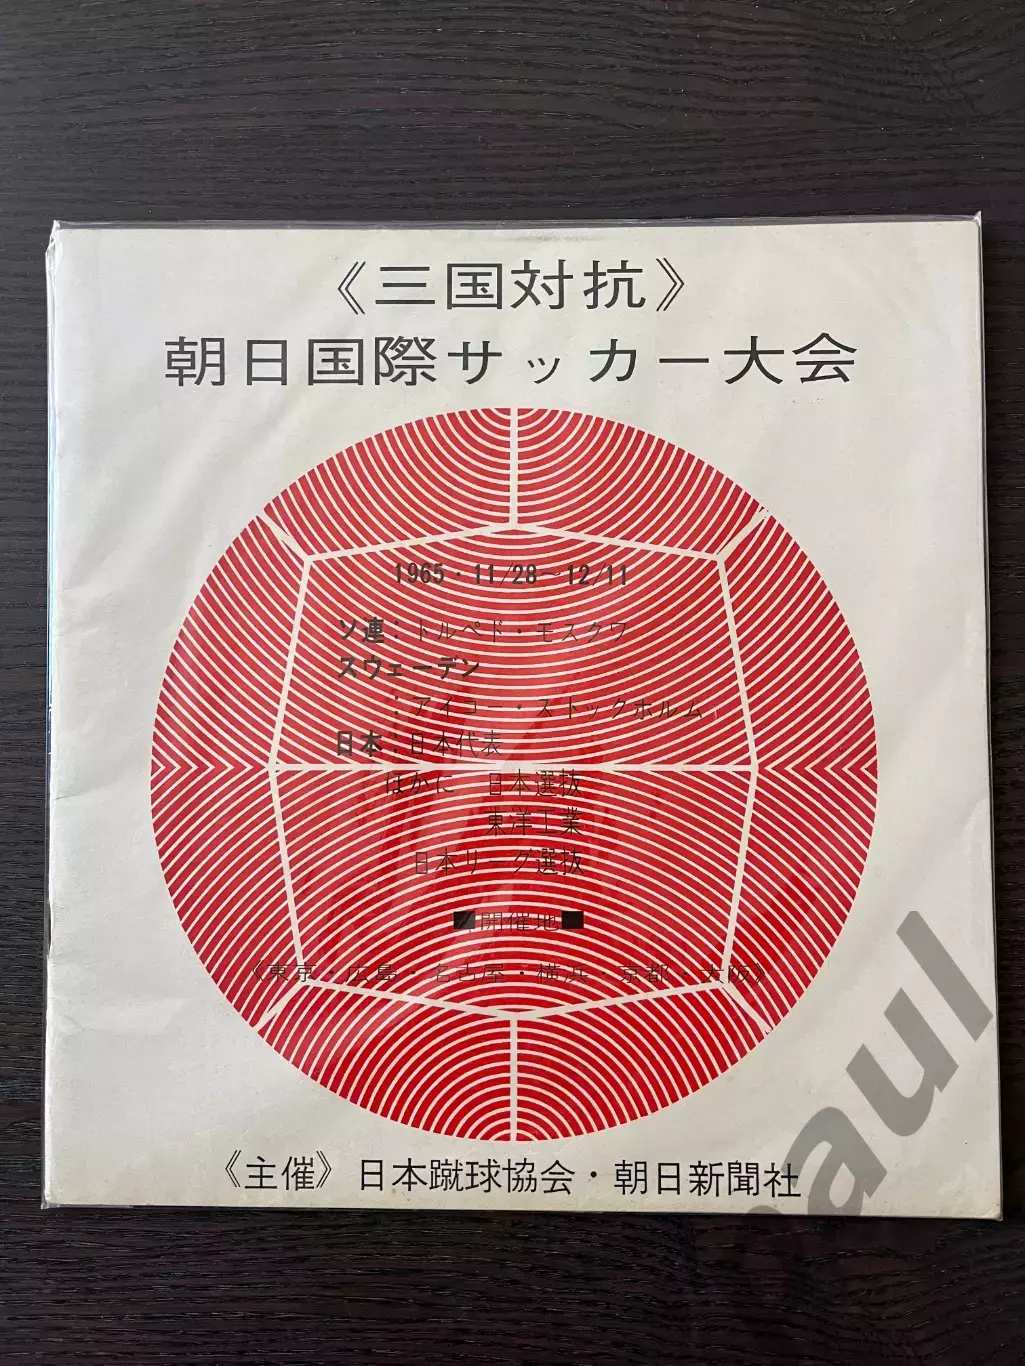 《三国対抗》
朝日国際サッカー大会
1965・11/28~12/11
ソ連:トルペド・モスクワ
スウェーデン
:アイコー・ストックホルム
日本:日本代表
ほかに 日本選抜
東洋工業
日本リーグ選抜
■開催地■
《東京・広島・名古屋・横浜・京都・大阪》
《主催》日本蹴球協会・朝日新聞社
aul